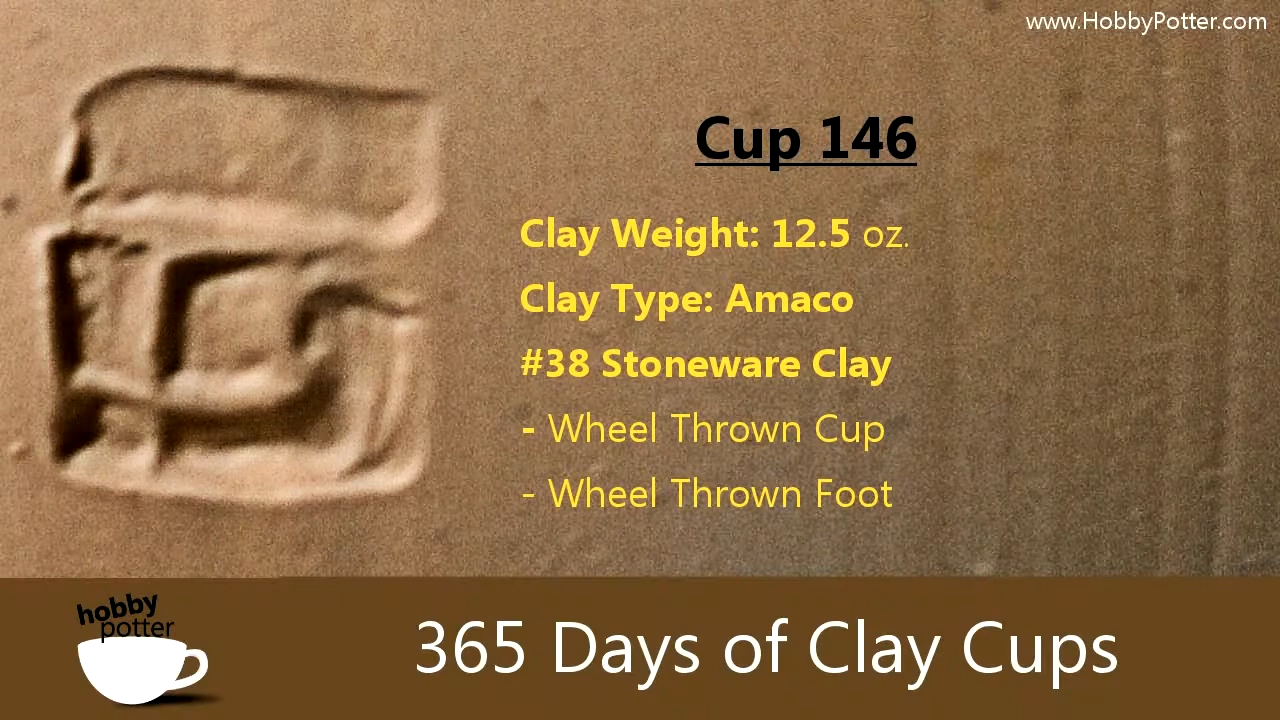 www.HobbyPotter.com
Cup 146
Clay Weight: 12.5 oz.
Clay Type: Amaco
#38 Stoneware Clay
- Wheel Thrown Cup
- Wheel Thrown Foot
hobby
potter
365 Days of Clay Cups